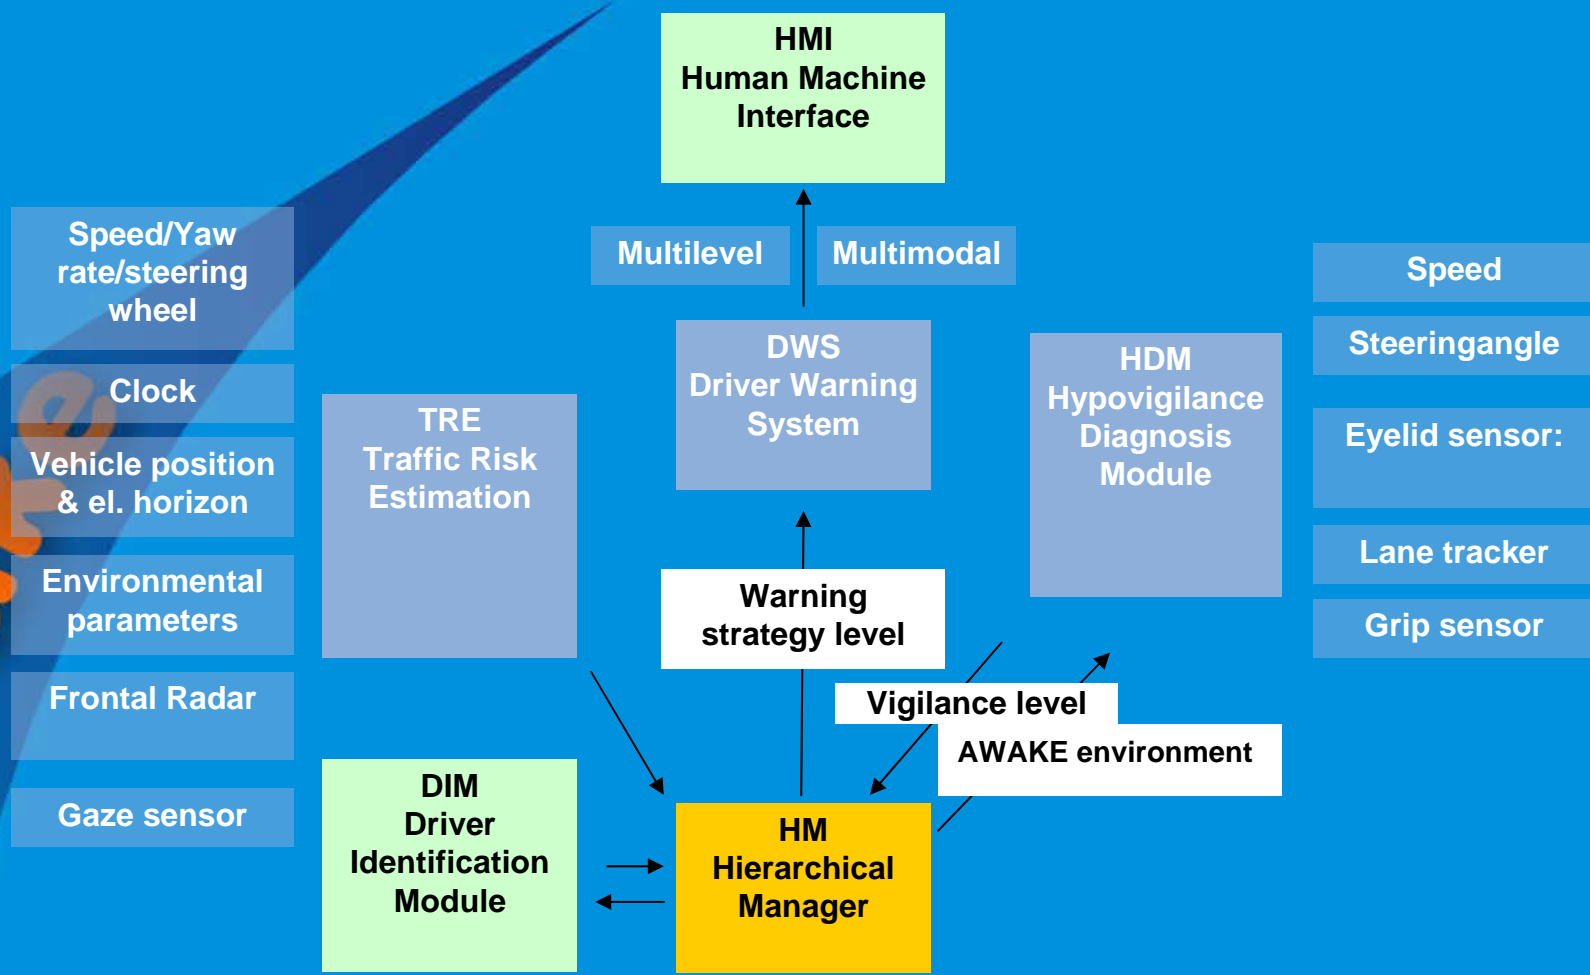 HMI
Human Machine
Interface
Speed/Yaw
rate/steering
wheel
Multilevel
Multimodal
Speed
Clock
DWS
Driver Warning
System
HDM
Hypovigilance
Diagnosis
Module
Steeringangle
TRE
Traffic Risk
Estimation
Eyelid sensor:
Vehicle position
& el. horizon
Lane tracker
Environmental
parameters
Warning
strategy level
Grip sensor
Frontal Radar
Vigilance level
AWAKE environment
Gaze sensor
DIM
Driver
Identification
Module
HM
Hierarchical
Manager